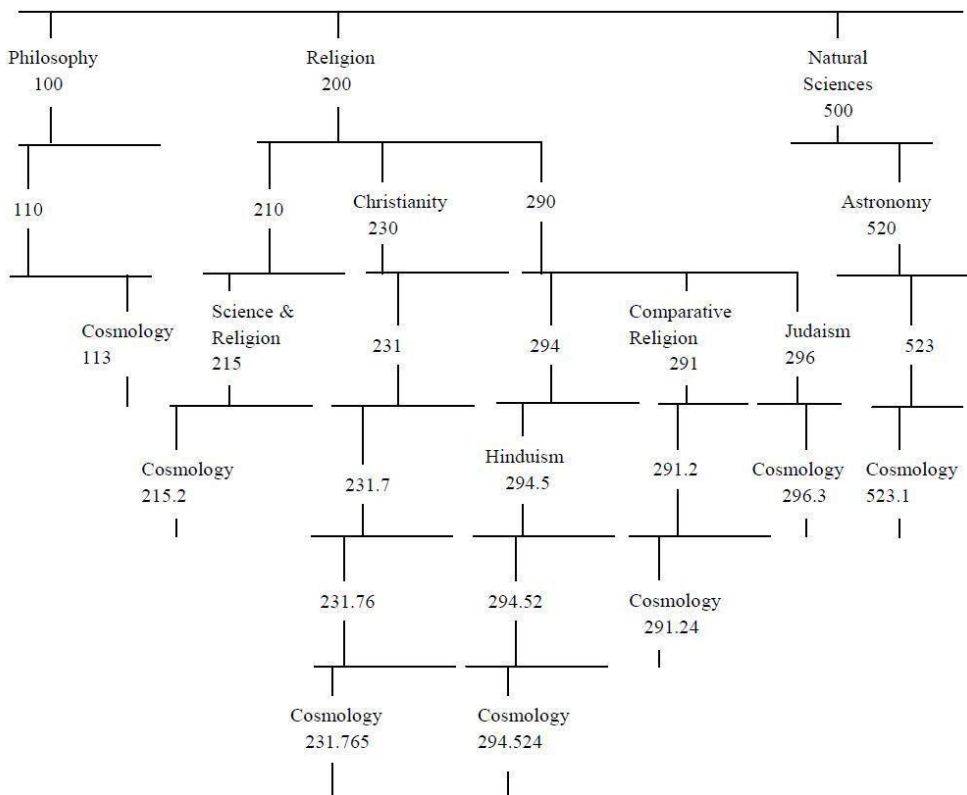 Philosophy
100
Religion
200
Natural
Sciences
500
110
210
Christianity
230
290
Astronomy
520
Cosmology
113
Science &
Religion
215
231
294
Comparative
Religion
291
Judaism
296
523
Cosmology
215.2
231.7
Hinduism
294.5
291.2
Cosmology
296.3
Cosmology
523.1
231.76
294.52
Cosmology
291.24
Cosmology
231.765
Cosmology
294.524